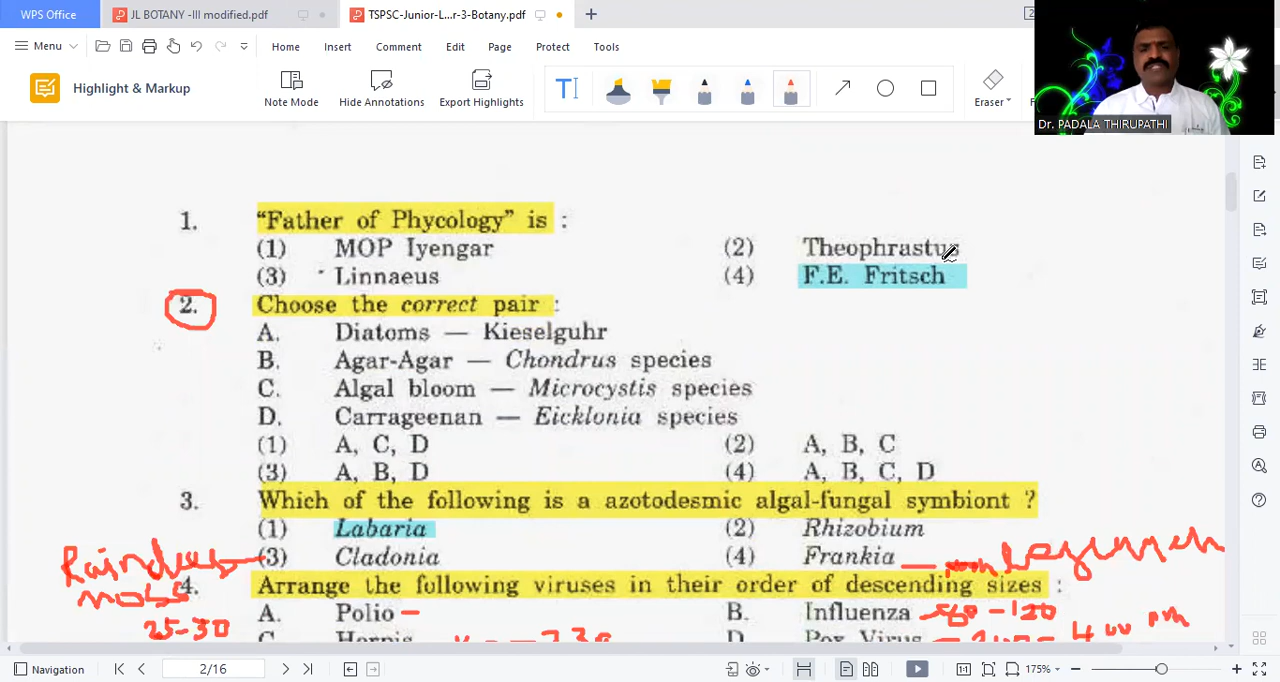 WPS Office
JL BOTANY -III modified.pdf
TSPSC-Junior-L...r-3-Botany.pdf
Menu
Home
Insert
Comment
Edit
Page
Protect
Tools
Highlight & Markup
Note Mode
Hide Annotations
Export Highlights
Eraser
Dr. PADALA THIRUPATHI
1. "Father of Phycology" is :
(1) MOP Iyengar (2) Theophrastus
(3) Linnaeus (4) F.E. Fritsch
2. Choose the correct pair :
A. Diatoms — Kieselguhr
B. Agar-Agar — Chondrus species
C. Algal bloom — Microcystis species
D. Carrageenan — Eicklonia species
(1) A, C, D (2) A, B, C
(3) A, B, D (4) A, B, C, D
3. Which of the following is a azotodesmic algal-fungal symbiont ?
(1) Labaria (2) Rhizobium
(3) Cladonia (4) Frankia
4. Arrange the following viruses in their order of descending sizes :
A. Polio B. Influenza
25-30
C. Herpis D. Pox Virus
400 nm
Navigation
2/16
175%